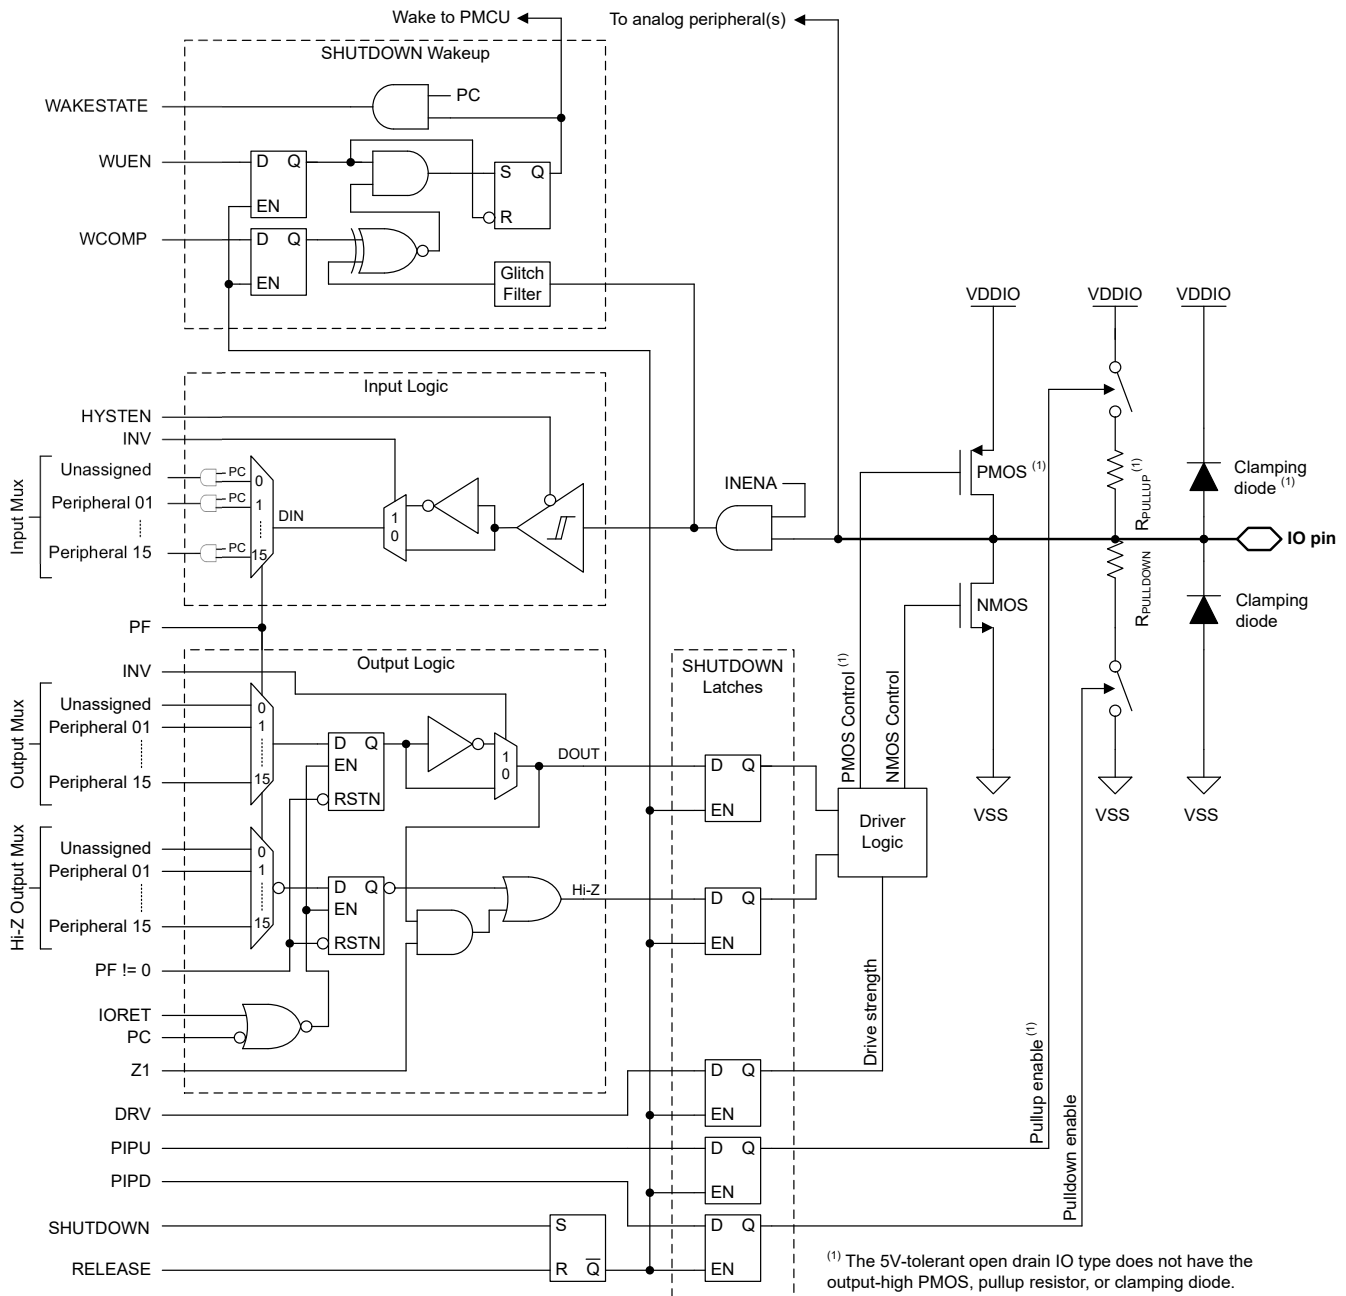 Wake to PMCU
To analog peripheral(s)
SHUTDOWN Wakeup
WAKESTATE
PC
WUEN
D Q
EN
S Q
R
WCOMP
D Q
EN
Glitch
Filter
VDDIO
VDDIO
VDDIO
Input Logic
HYSTEN
INV
Input Mux
Unassigned
PC
0
Peripheral 01
PC
1
Peripheral 15
PC
15
DIN
1
0
INENA
PMOS (1)
RPULLUP (1)
Clamping
diode (1)
IO pin
RPULLDOWN
NMOS
Clamping
diode
PF
Output Logic
INV
Output Mux
Unassigned
0
Peripheral 01
1
Peripheral 15
15
D Q
EN
RSTN
1
0
DOUT
SHUTDOWN
Latches
D Q
EN
PMOS Control (1)
NMOS Control
Driver
Logic
VSS
VSS
VSS
Hi-Z Output Mux
Unassigned
0
Peripheral 01
1
Peripheral 15
15
D Q
EN
RSTN
Hi-Z
D Q
EN
PF != 0
IORET
PC
Z1
Drive strength
D Q
EN
DRV
Pullup enable (1)
Pulldown enable
PIPU
D Q
EN
PIPD
D Q
EN
SHUTDOWN
S
RELEASE
R Q
(1) The 5V-tolerant open drain IO type does not have the
output-high PMOS, pullup resistor, or clamping diode.